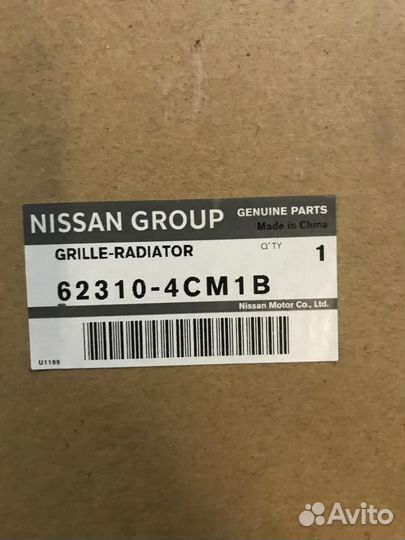 NISSAN GROUP
GENUINE PARTS
Made in China
GRILLE-RADIATOR
Q'TY
1
62310-4CM1B
Nissan Motor Co., Ltd.
U1199
Avito